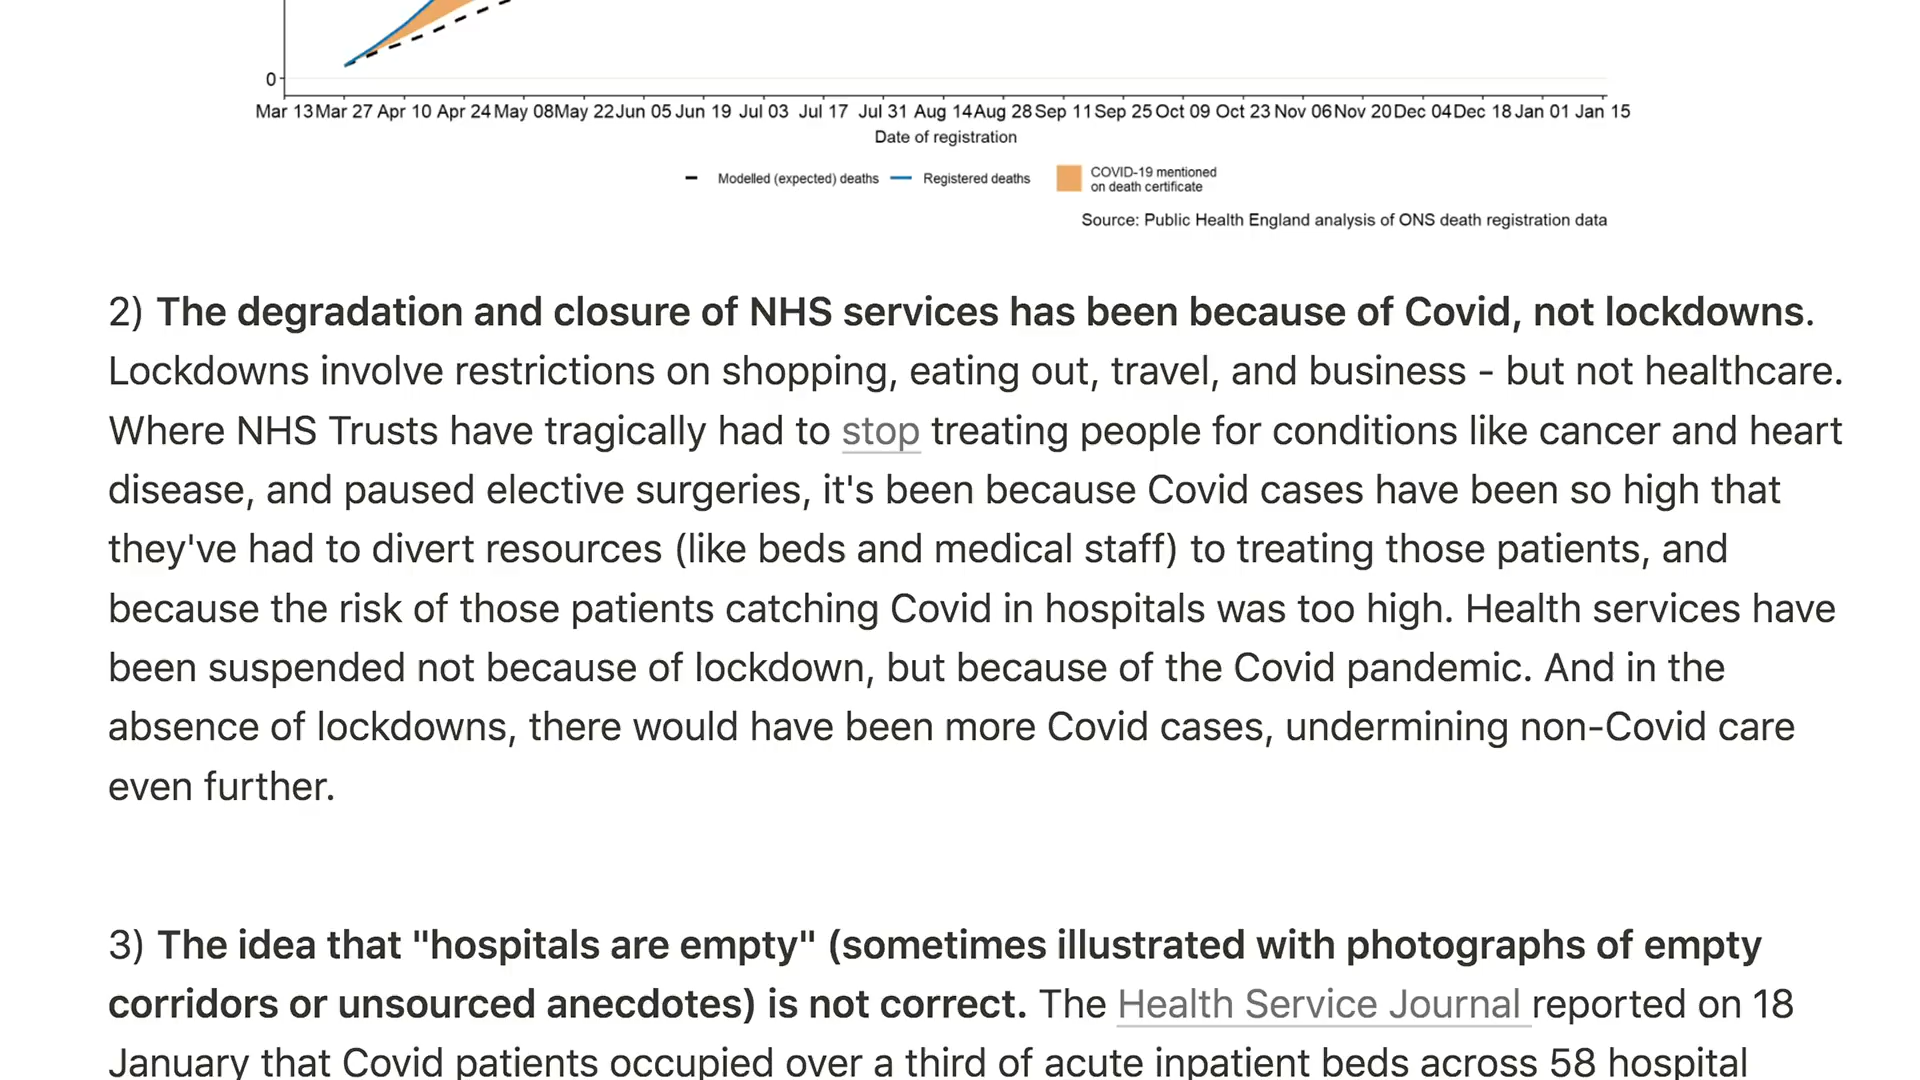 0
Mar 13 Mar 27 Apr 10 Apr 24 May 08 May 22 Jun 05 Jun 19 Jul 03 Jul 17 Jul 31 Aug 14 Aug 28 Sep 11 Sep 25 Oct 09 Oct 23 Nov 06 Nov 20 Dec 04 Dec 18 Jan 01 Jan 15
Date of registration
Modelled (expected) deaths Registered deaths COVID-19 mentioned
on death certificate
Source: Public Health England analysis of ONS death registration data
2) The degradation and closure of NHS services has been because of Covid, not lockdowns.
Lockdowns involve restrictions on shopping, eating out, travel, and business - but not healthcare.
Where NHS Trusts have tragically had to stop treating people for conditions like cancer and heart
disease, and paused elective surgeries, it's been because Covid cases have been so high that
they've had to divert resources (like beds and medical staff) to treating those patients, and
because the risk of those patients catching Covid in hospitals was too high. Health services have
been suspended not because of lockdown, but because of the Covid pandemic. And in the
absence of lockdowns, there would have been more Covid cases, undermining non-Covid care
even further.
3) The idea that "hospitals are empty" (sometimes illustrated with photographs of empty
corridors or unsourced anecdotes) is not correct. The Health Service Journal reported on 18
January that Covid patients occupied over a third of acute inpatient beds across 58 hospital